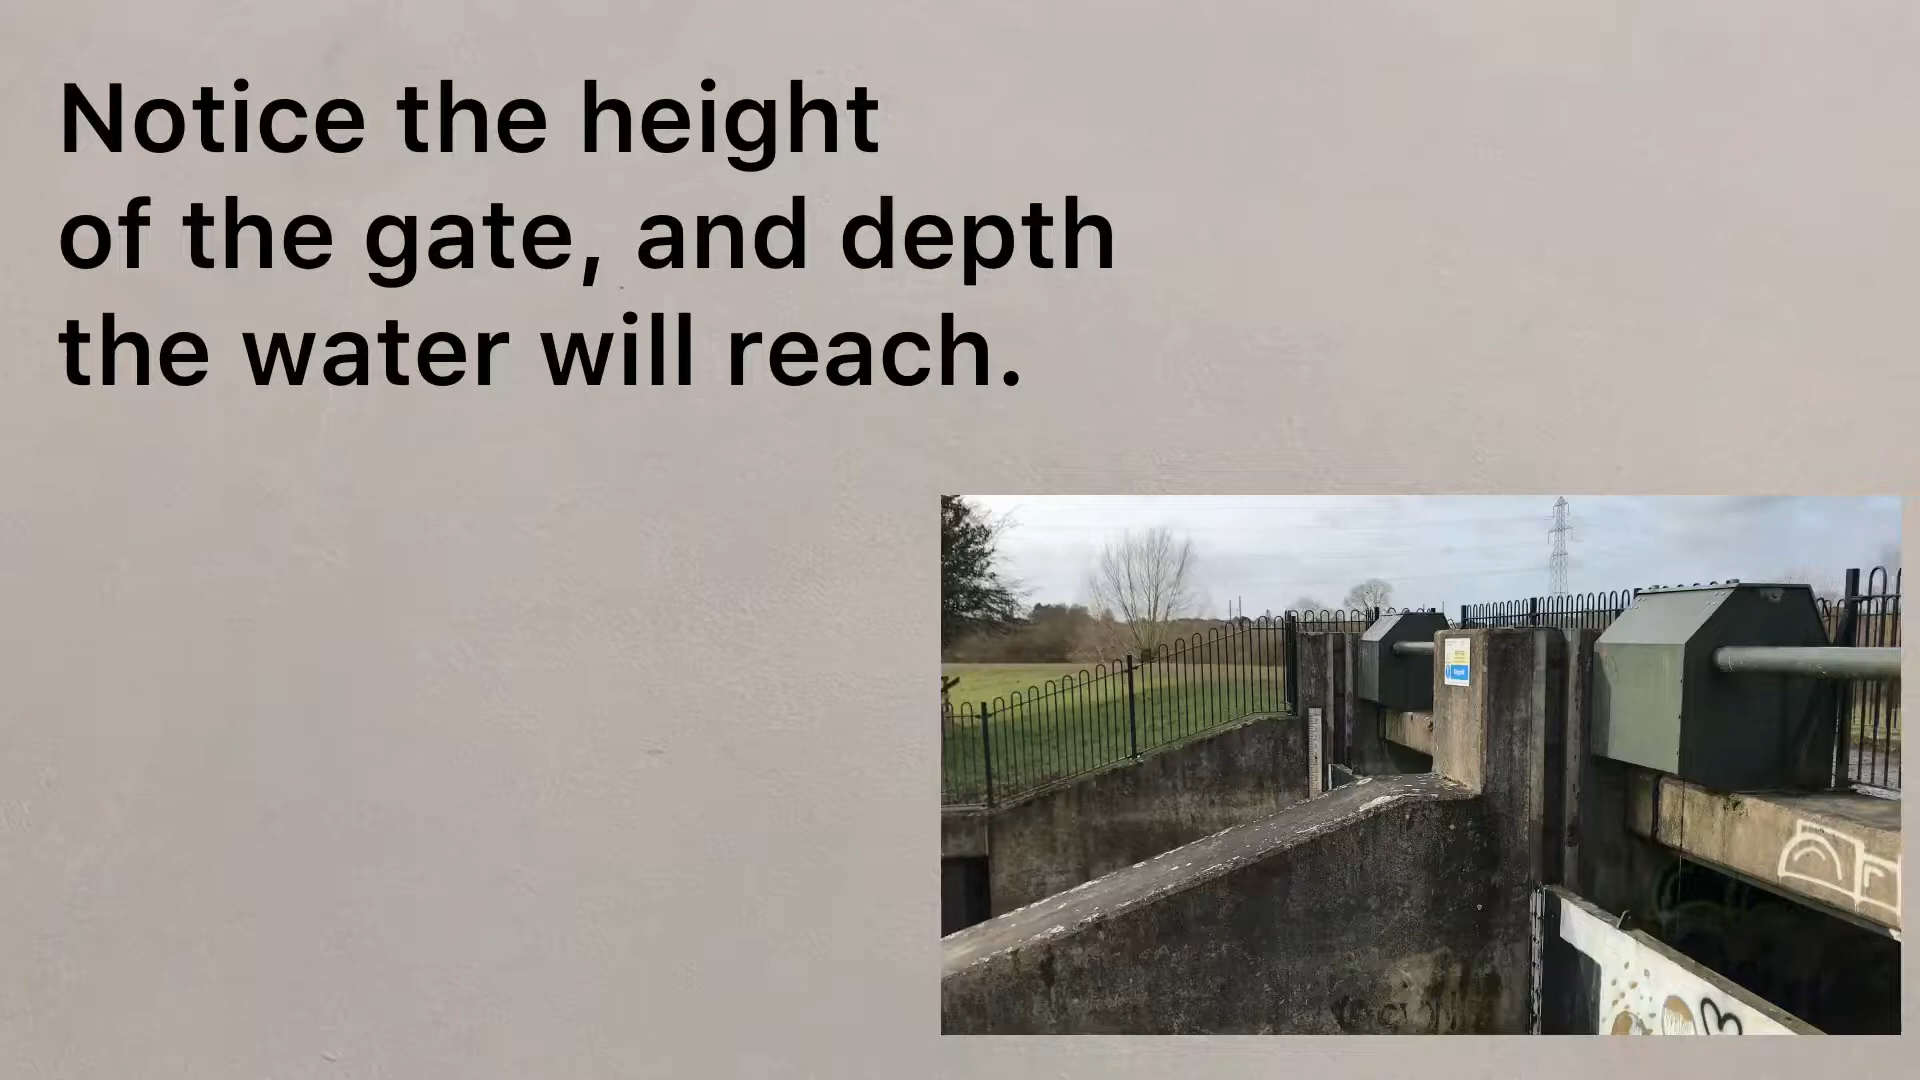 Notice the height
of the gate, and depth
the water will reach.